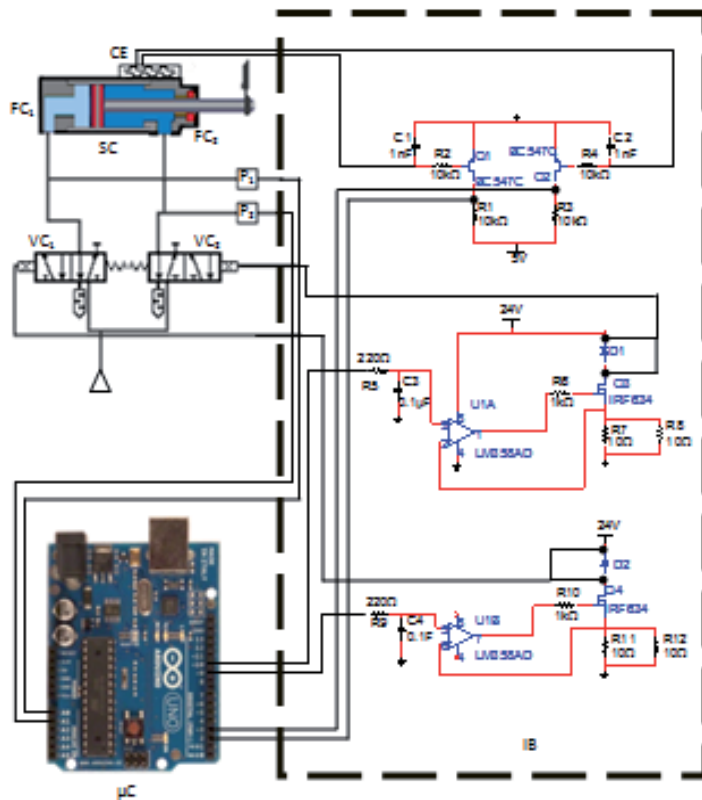 CE
FC1
SC
FC2
P1
P2
VC1
VC2
C1
1nF
R2
10kΩ
Q1
BC547C
BC547C
Q2
R4
10kΩ
C2
1nF
R1
10kΩ
R3
10kΩ
5V
24V
220Ω
R5
C3
0.1µF
U1A
LM358AD
R6
1kΩ
D1
Q3
IRF634
R7
10Ω
R8
10Ω
24V
220Ω
R9
C4
0.1F
U1B
LM358AD
R10
1kΩ
D2
Q4
IRF634
R11
10Ω
R12
10Ω
UNO
ARDUINO
IB
µC